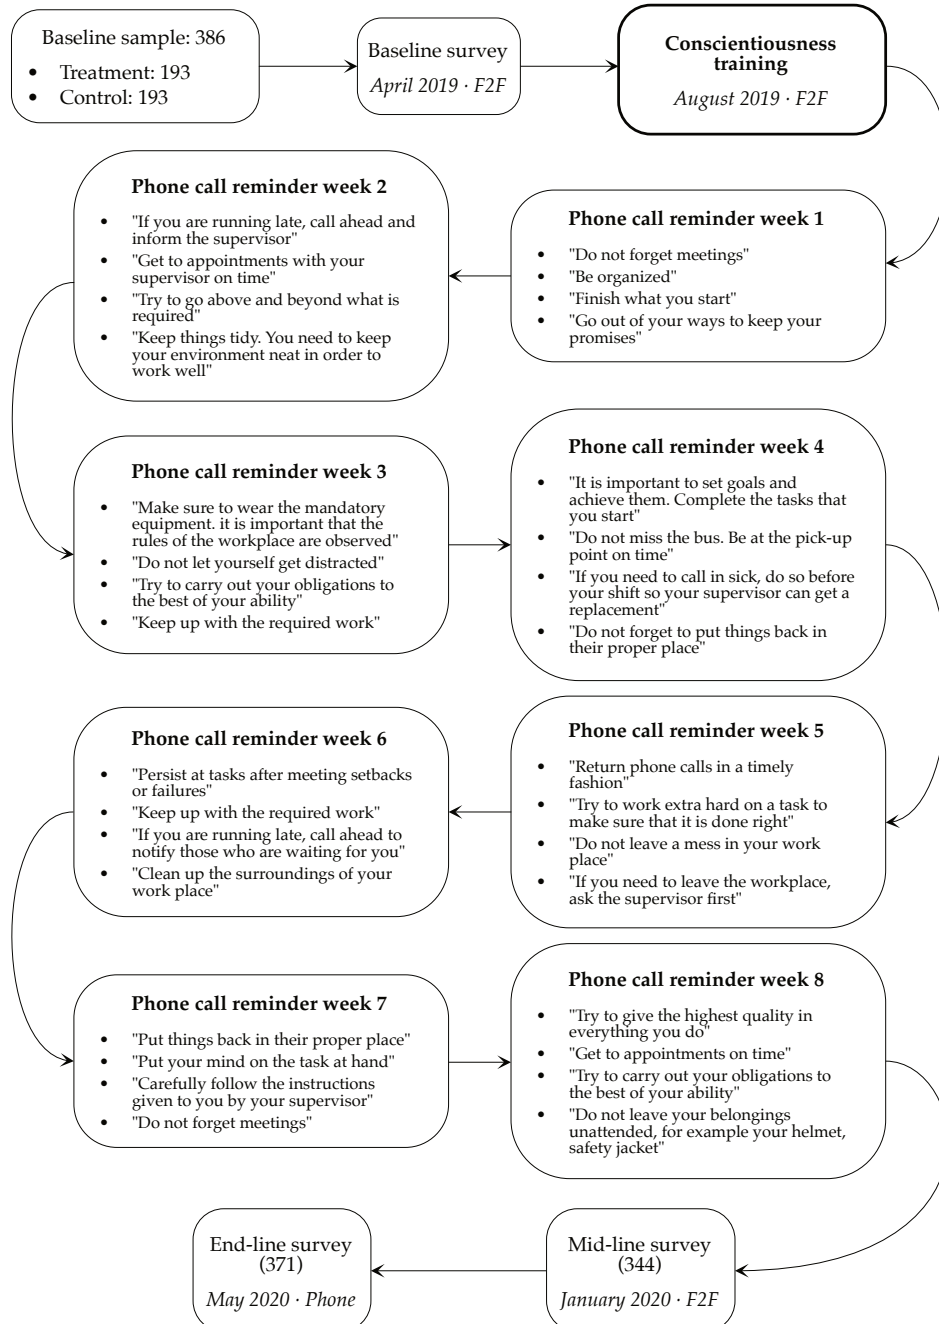 Baseline sample: 386
• Treatment: 193
• Control: 193
Baseline survey
April 2019 · F2F
Conscientiousness
training
August 2019 · F2F
Phone call reminder week 1
• "Do not forget meetings"
• "Be organized"
• "Finish what you start"
• "Go out of your ways to keep your
promises"
Phone call reminder week 2
• "If you are running late, call ahead and
inform the supervisor"
• "Get to appointments with your
supervisor on time"
• "Try to go above and beyond what is
required"
• "Keep things tidy. You need to keep
your environment neat in order to
work well"
Phone call reminder week 3
• "Make sure to wear the mandatory
equipment. it is important that the
rules of the workplace are observed"
• "Do not let yourself get distracted"
• "Try to carry out your obligations to
the best of your ability"
• "Keep up with the required work"
Phone call reminder week 4
• "It is important to set goals and
achieve them. Complete the tasks that
you start"
• "Do not miss the bus. Be at the pick-up
point on time"
• "If you need to call in sick, do so before
your shift so your supervisor can get a
replacement"
• "Do not forget to put things back in
their proper place"
Phone call reminder week 5
• "Return phone calls in a timely
fashion"
• "Try to work extra hard on a task to
make sure that it is done right"
• "Do not leave a mess in your work
place"
• "If you need to leave the workplace,
ask the supervisor first"
Phone call reminder week 6
• "Persist at tasks after meeting setbacks
or failures"
• "Keep up with the required work"
• "If you are running late, call ahead to
notify those who are waiting for you"
• "Clean up the surroundings of your
work place"
Phone call reminder week 7
• "Put things back in their proper place"
• "Put your mind on the task at hand"
• "Carefully follow the instructions
given to you by your supervisor"
• "Do not forget meetings"
Phone call reminder week 8
• "Try to give the highest quality in
everything you do"
• "Get to appointments on time"
• "Try to carry out your obligations to
the best of your ability"
• "Do not leave your belongings
unattended, for example your helmet,
safety jacket"
Mid-line survey
(344)
January 2020 · F2F
End-line survey
(371)
May 2020 · Phone